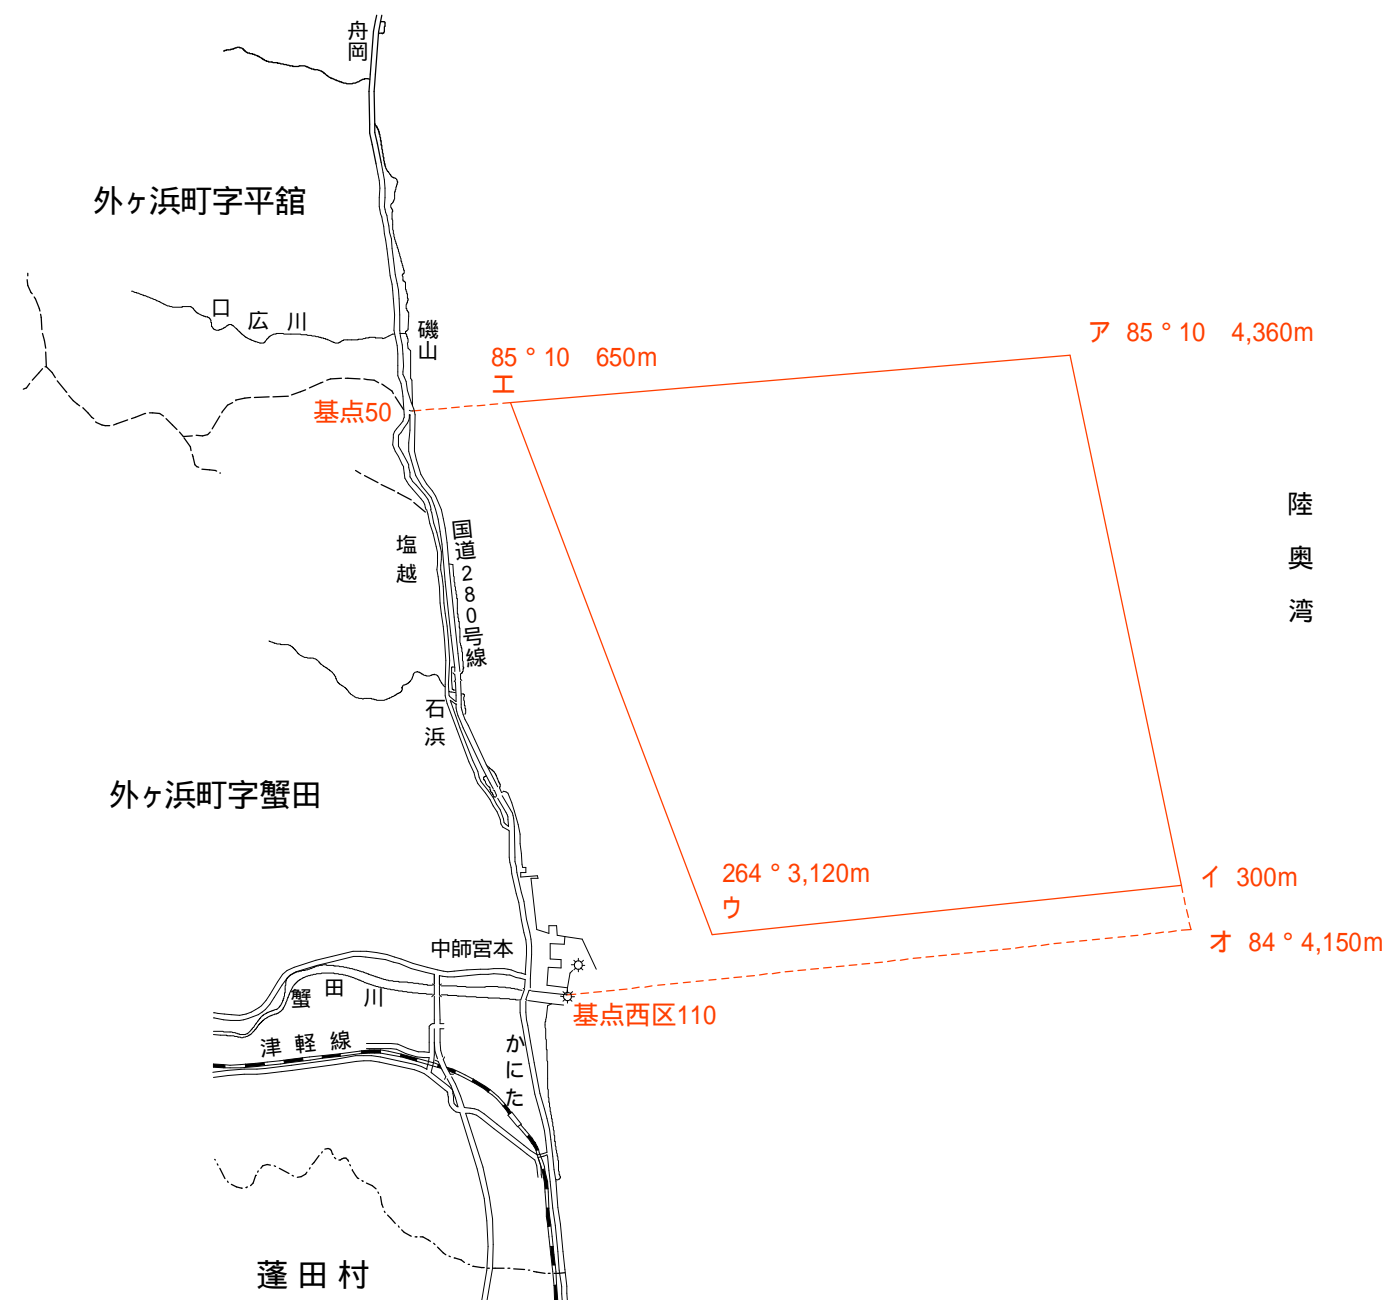 舟岡
外ヶ浜町字平舘
口広川
磯山
ア 85°10 4,360m
85°10 650m
エ
基点50
陸奥湾
国道280号線
塩越
石浜
外ヶ浜町字蟹田
264°3,120m
ウ
イ 300m
オ 84°4,150m
中師宮本
蟹田川
基点西区110
津軽線
かにた
蓬田村